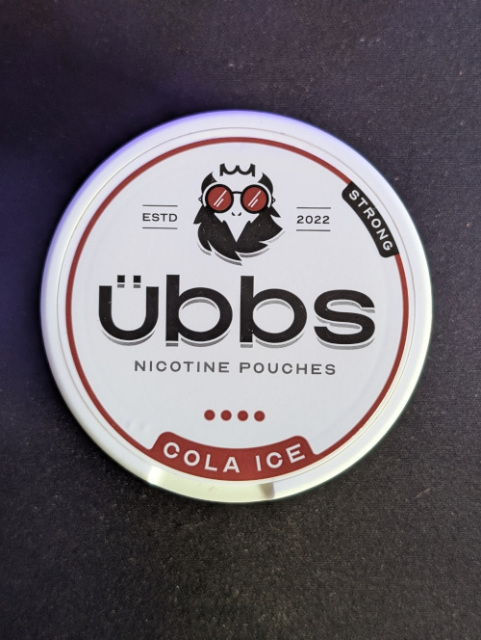 ESTD
2022
STRONG
übbs
NICOTINE POUCHES
COLA ICE